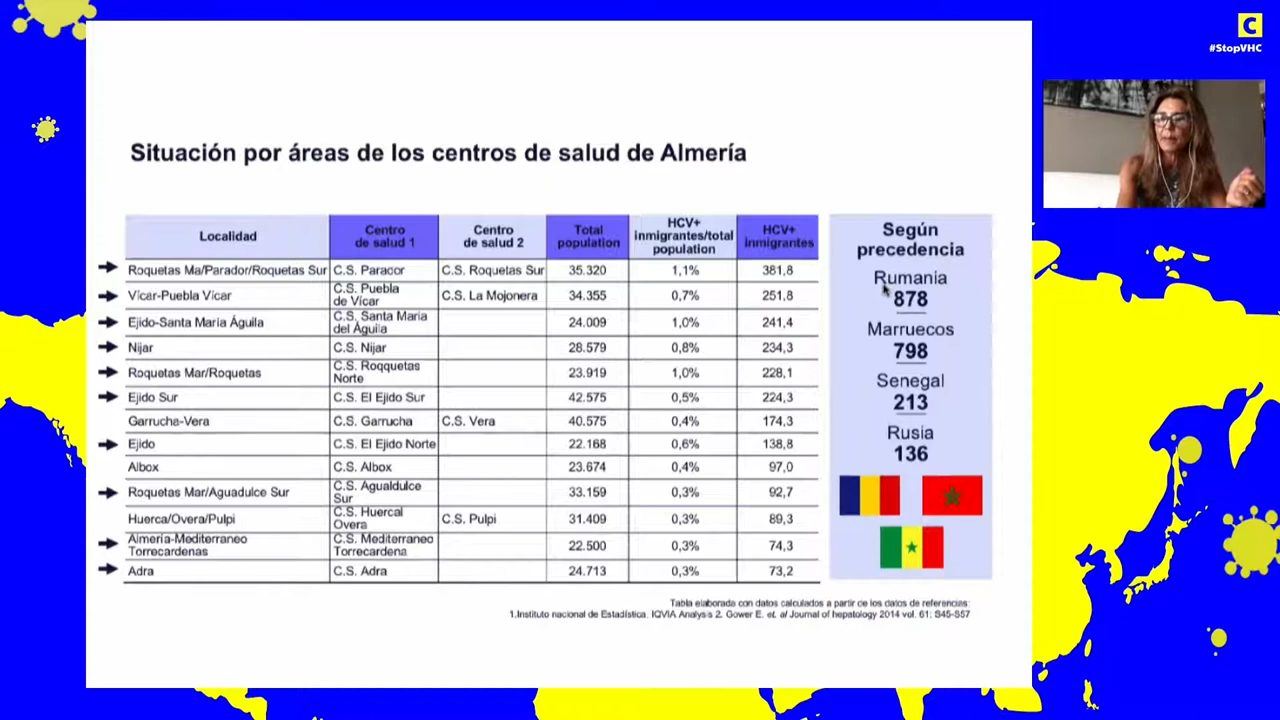 C
#StopVHC
Situación por áreas de los centros de salud de Almería
Localidad
Centro
de salud 1
Centro
de salud 2
Total
population
HCV+
inmigrantes/total
population
HCV+
inmigrantes
Roquetas Ma/Parador/Roquetas Sur C.S. Paracor C.S. Roquetas Sur 35.320 1,1% 381,8
Vícar-Puebla Vícar C.S. Puebla
de Vícar C.S. La Mojonera 34.355 0,7% 251,8
Ejido-Santa María Águila C.S, Santa María
del Águila 24.009 1,0% 241,4
Nijar C.S. Nijar 28.579 0,8% 234,3
Roquetas Mar/Roquetas C.S. Roqquetas
Norte 23.919 1,0% 228,1
Ejido Sur C.S. El Ejido Sur 42.575 0,5% 224,3
Garrucha-Vera C.S. Garrucha C.S. Vera 40.575 0,4% 174,3
Ejido C.S. El Ejido Norte 22.168 0,6% 138,8
Albox C.S. Albox 23.674 0,4% 97,0
Roquetas Mar/Aguadulce Sur C.S. Agualdulce
Sur 33.159 0,3% 92,7
Huerca/Overa/Pulpi C.S. Huercal
Overa C.S. Pulpi 31.409 0,3% 89,3
Almería-Mediterraneo
Torrecardenas C.S. Mediterraneo
Torrecardena 22.500 0,3% 74,3
Adra C.S. Adra 24.713 0,3% 73,2
Según
precedencia
Rumania
878
Marruecos
798
Senegal
213
Rusia
136
Tabla elaborada con datos calculados a partir de los datos de referencias:
1.Instituto nacional de Estadística. IQVIA Analysis 2. Gower E. et. al Journal of hepatology 2014 vol. 61: S45-S57